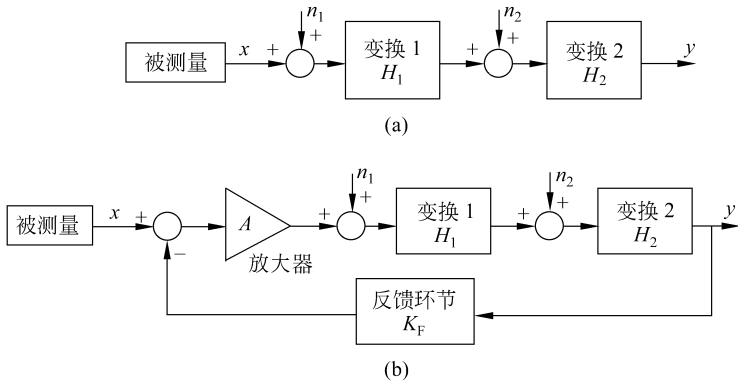 n₁
n₂
被测量
x
+
+
变换 1
H₁
+
+
变换 2
H₂
y
(a)
n₁
n₂
被测量
x
+
−
A
放大器
+
+
变换 1
H₁
+
+
变换 2
H₂
y
反馈环节
K_F
(b)